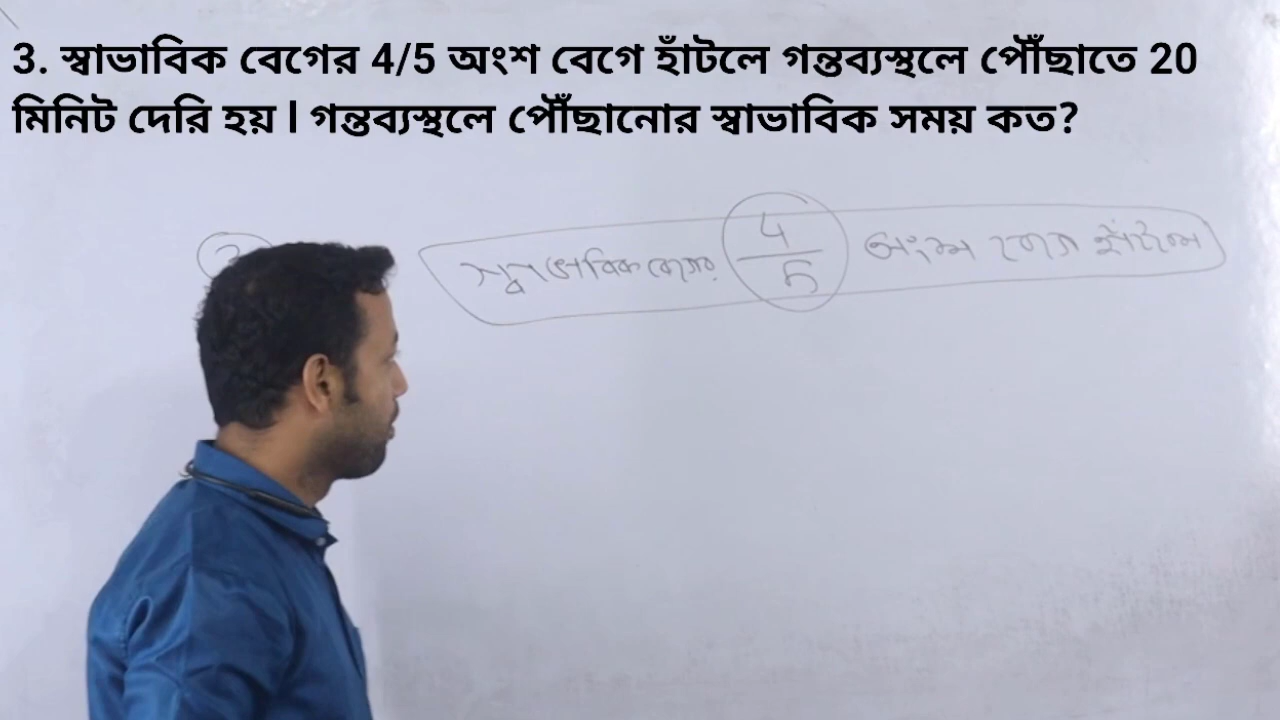 3. স্বাভাবিক বেগের 4/5 অংশ বেগে হাঁটলে গন্তব্যস্থলে পৌঁছাতে 20
মিনিট দেরি হয় l গন্তব্যস্থলে পৌঁছানোর স্বাভাবিক সময় কত?
স্বাভাবিক বেগের 4/5 অংশ বেগে হাঁটলে